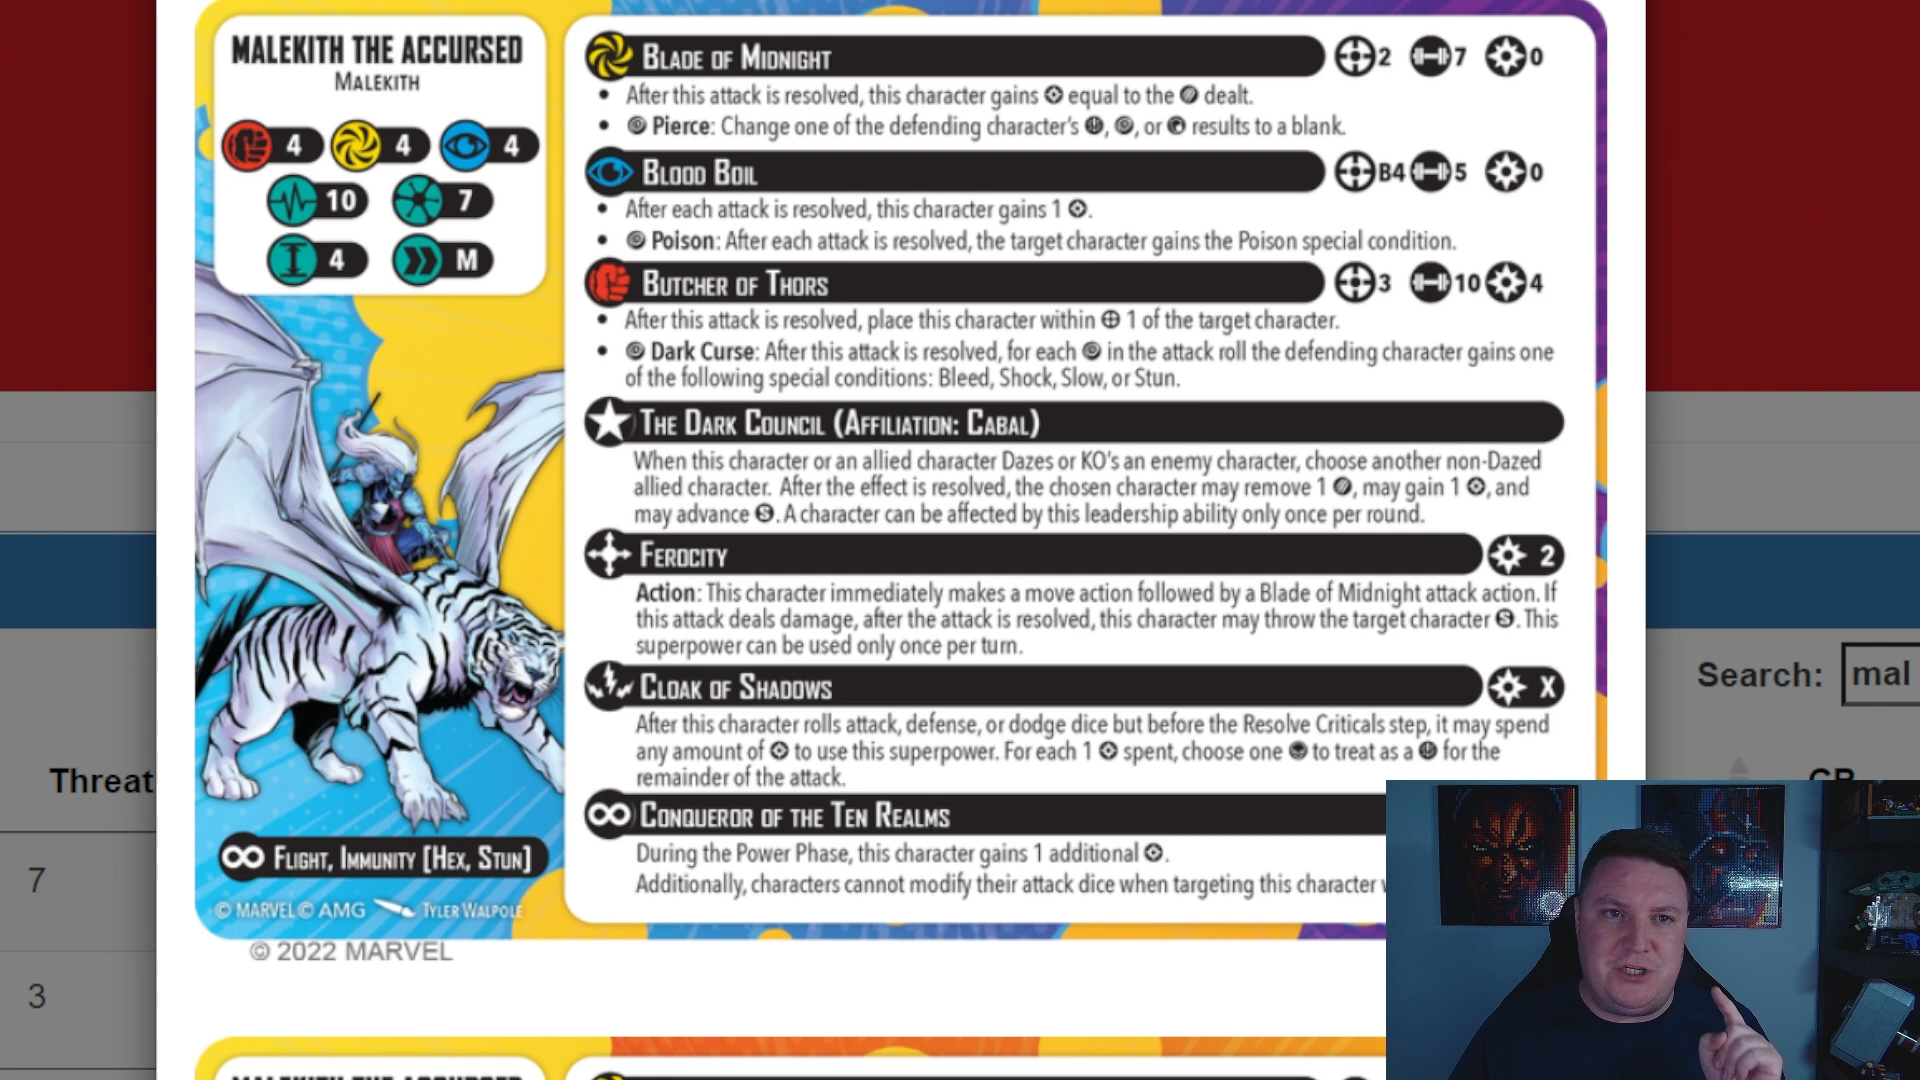 MALEKITH THE ACCURSED
MALEKITH
4 4 4
10 7
4 M
FLIGHT, IMMUNITY [HEX, STUN]
© MARVEL © AMG TYLER WALPOLE
© 2022 MARVEL
BLADE OF MIDNIGHT 2 7 0
• After this attack is resolved, this character gains equal to the dealt.
• Pierce: Change one of the defending character's , , or results to a blank.
BLOOD BOIL B4 5 0
• After each attack is resolved, this character gains 1 .
• Poison: After each attack is resolved, the target character gains the Poison special condition.
BUTCHER OF THORS 3 10 4
• After this attack is resolved, place this character within 1 of the target character.
• Dark Curse: After this attack is resolved, for each in the attack roll the defending character gains one
of the following special conditions: Bleed, Shock, Slow, or Stun.
THE DARK COUNCIL (AFFILIATION: CABAL)
When this character or an allied character Dazes or KO's an enemy character, choose another non-Dazed
allied character. After the effect is resolved, the chosen character may remove 1 , may gain 1 , and
may advance S. A character can be affected by this leadership ability only once per round.
FEROCITY 2
Action: This character immediately makes a move action followed by a Blade of Midnight attack action. If
this attack deals damage, after the attack is resolved, this character may throw the target character S. This
superpower can be used only once per turn.
CLOAK OF SHADOWS X
After this character rolls attack, defense, or dodge dice but before the Resolve Criticals step, it may spend
any amount of to use this superpower. For each 1 spent, choose one to treat as a for the
remainder of the attack.
CONQUEROR OF THE TEN REALMS
During the Power Phase, this character gains 1 additional .
Additionally, characters cannot modify their attack dice when targeting this character
Threat
7
3
Search: mal
MALEKITH THE ACCURSED